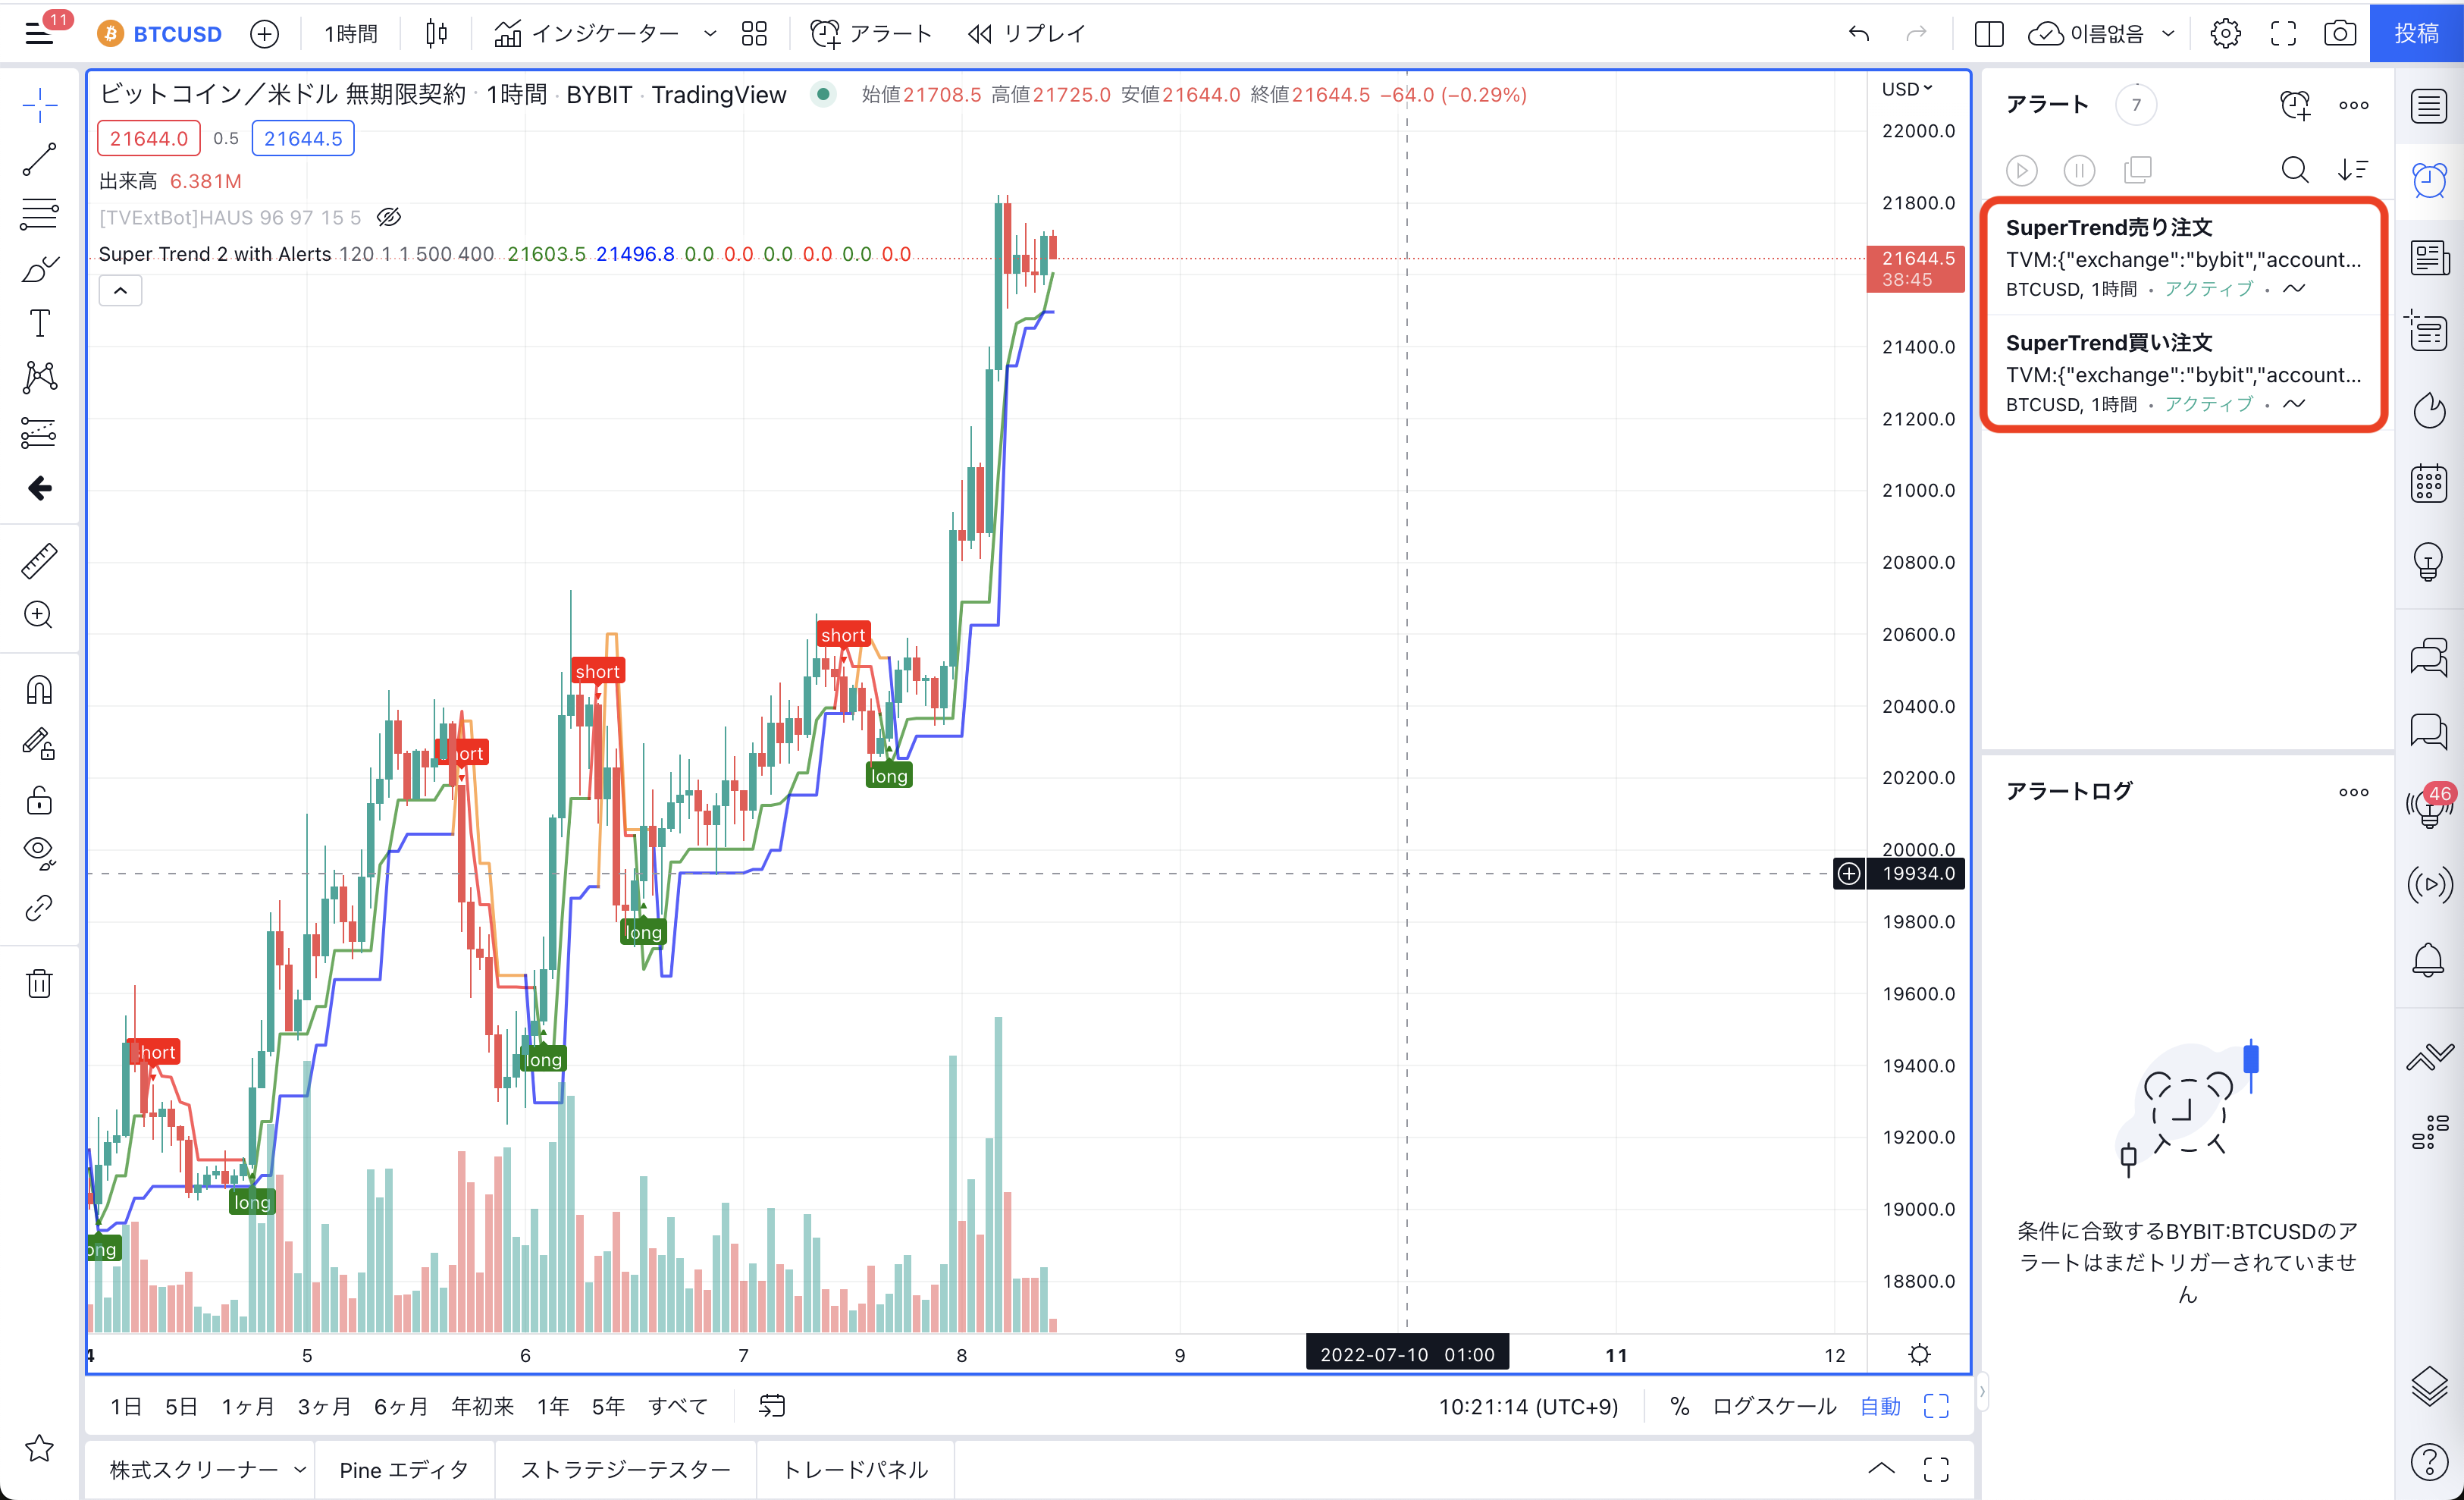 11
BTCUSD
1時間
インジケーター
アラート
リプレイ
이름없음
投稿
ビットコイン／米ドル 無期限契約 · 1時間 · BYBIT · TradingView
始値21708.5 高値21725.0 安値21644.0 終値21644.5 −64.0 (−0.29%)
21644.0 0.5 21644.5
出来高 6.381M
[TVExtBot]HAUS 96 97 15 5
Super Trend 2 with Alerts 120 1 1 500 400 21603.5 21496.8 0.0 0.0 0.0 0.0 0.0 0.0
short
short
hort
long
long
short
long
hort
long
ong
USD
22000.0
21800.0
21644.5
38:45
21400.0
21200.0
21000.0
20800.0
20600.0
20400.0
20200.0
20000.0
19934.0
19800.0
19600.0
19400.0
19200.0
19000.0
18800.0
4 5 6 7 8 9 2022-07-10 01:00 11 12
1日 5日 1ヶ月 3ヶ月 6ヶ月 年初来 1年 5年 すべて
10:21:14 (UTC+9) % ログスケール 自動
株式スクリーナー Pine エディタ ストラテジーテスター トレードパネル
アラート 7
SuperTrend売り注文
TVM:{"exchange":"bybit","account...
BTCUSD, 1時間 · アクティブ ·
SuperTrend買い注文
TVM:{"exchange":"bybit","account...
BTCUSD, 1時間 · アクティブ ·
アラートログ
条件に合致するBYBIT:BTCUSDのア
ラートはまだトリガーされていませ
ん
46